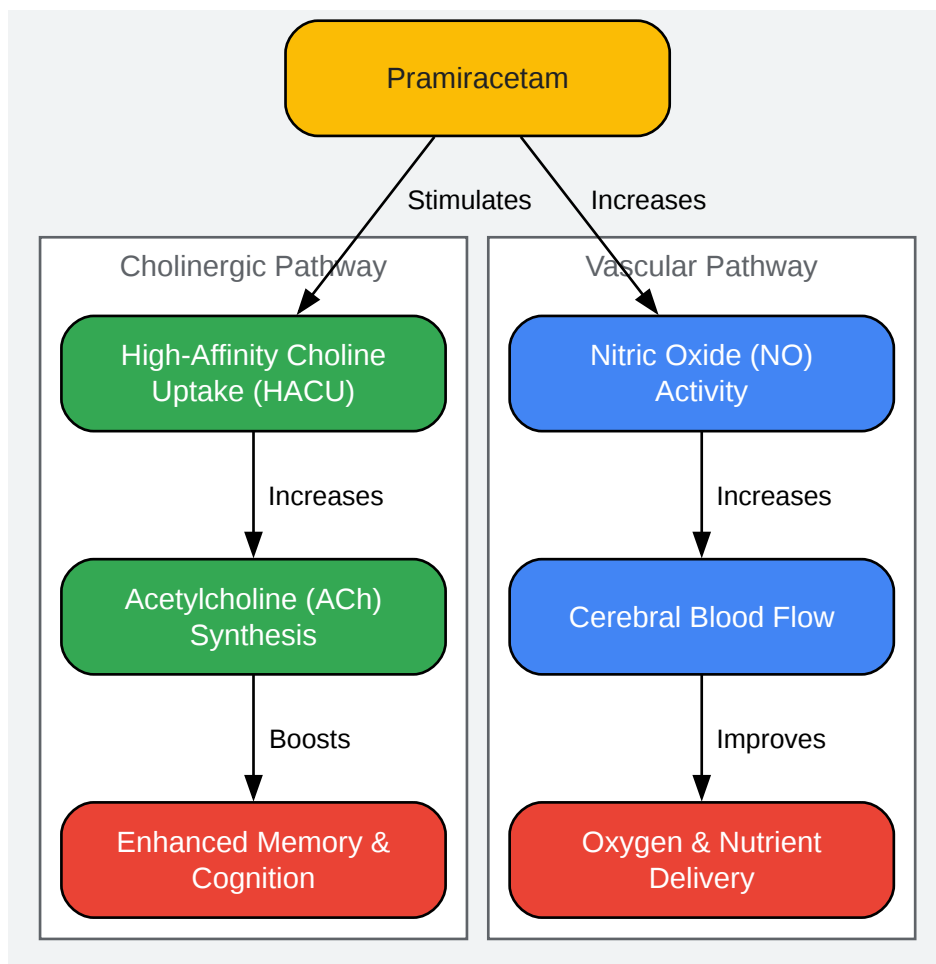 Pramiracetam
Stimulates
Increases
Cholinergic Pathway
High-Affinity Choline
Uptake (HACU)
Increases
Acetylcholine (ACh)
Synthesis
Boosts
Enhanced Memory &
Cognition
Vascular Pathway
Nitric Oxide (NO)
Activity
Increases
Cerebral Blood Flow
Improves
Oxygen & Nutrient
Delivery